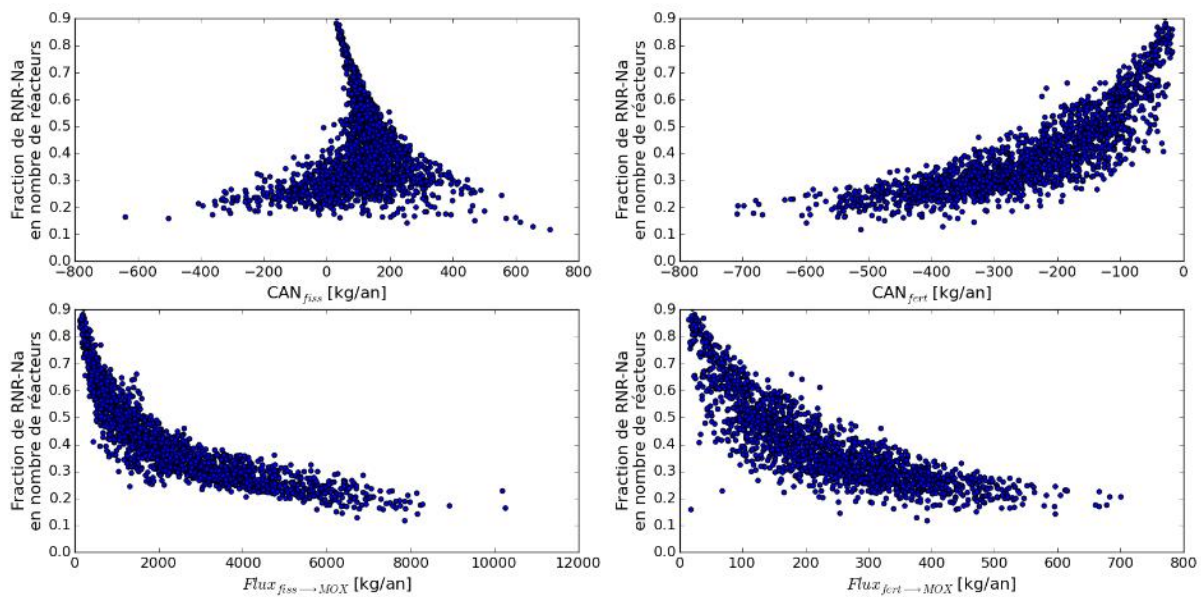 0.9
0.8
0.7
0.6
0.5
0.4
0.3
0.2
0.1
0.0
Fraction de RNR-Na
en nombre de réacteurs
−800 −600 −400 −200 0 200 400 600 800
CAN_{fiss} [kg/an]
0.9
0.8
0.7
0.6
0.5
0.4
0.3
0.2
0.1
0.0
Fraction de RNR-Na
en nombre de réacteurs
−800 −700 −600 −500 −400 −300 −200 −100 0
CAN_{fert} [kg/an]
0.9
0.8
0.7
0.6
0.5
0.4
0.3
0.2
0.1
0.0
Fraction de RNR-Na
en nombre de réacteurs
0 2000 4000 6000 8000 10000 12000
Flux_{fiss→MOX} [kg/an]
0.9
0.8
0.7
0.6
0.5
0.4
0.3
0.2
0.1
0.0
Fraction de RNR-Na
en nombre de réacteurs
0 100 200 300 400 500 600 700 800
Flux_{fert→MOX} [kg/an]